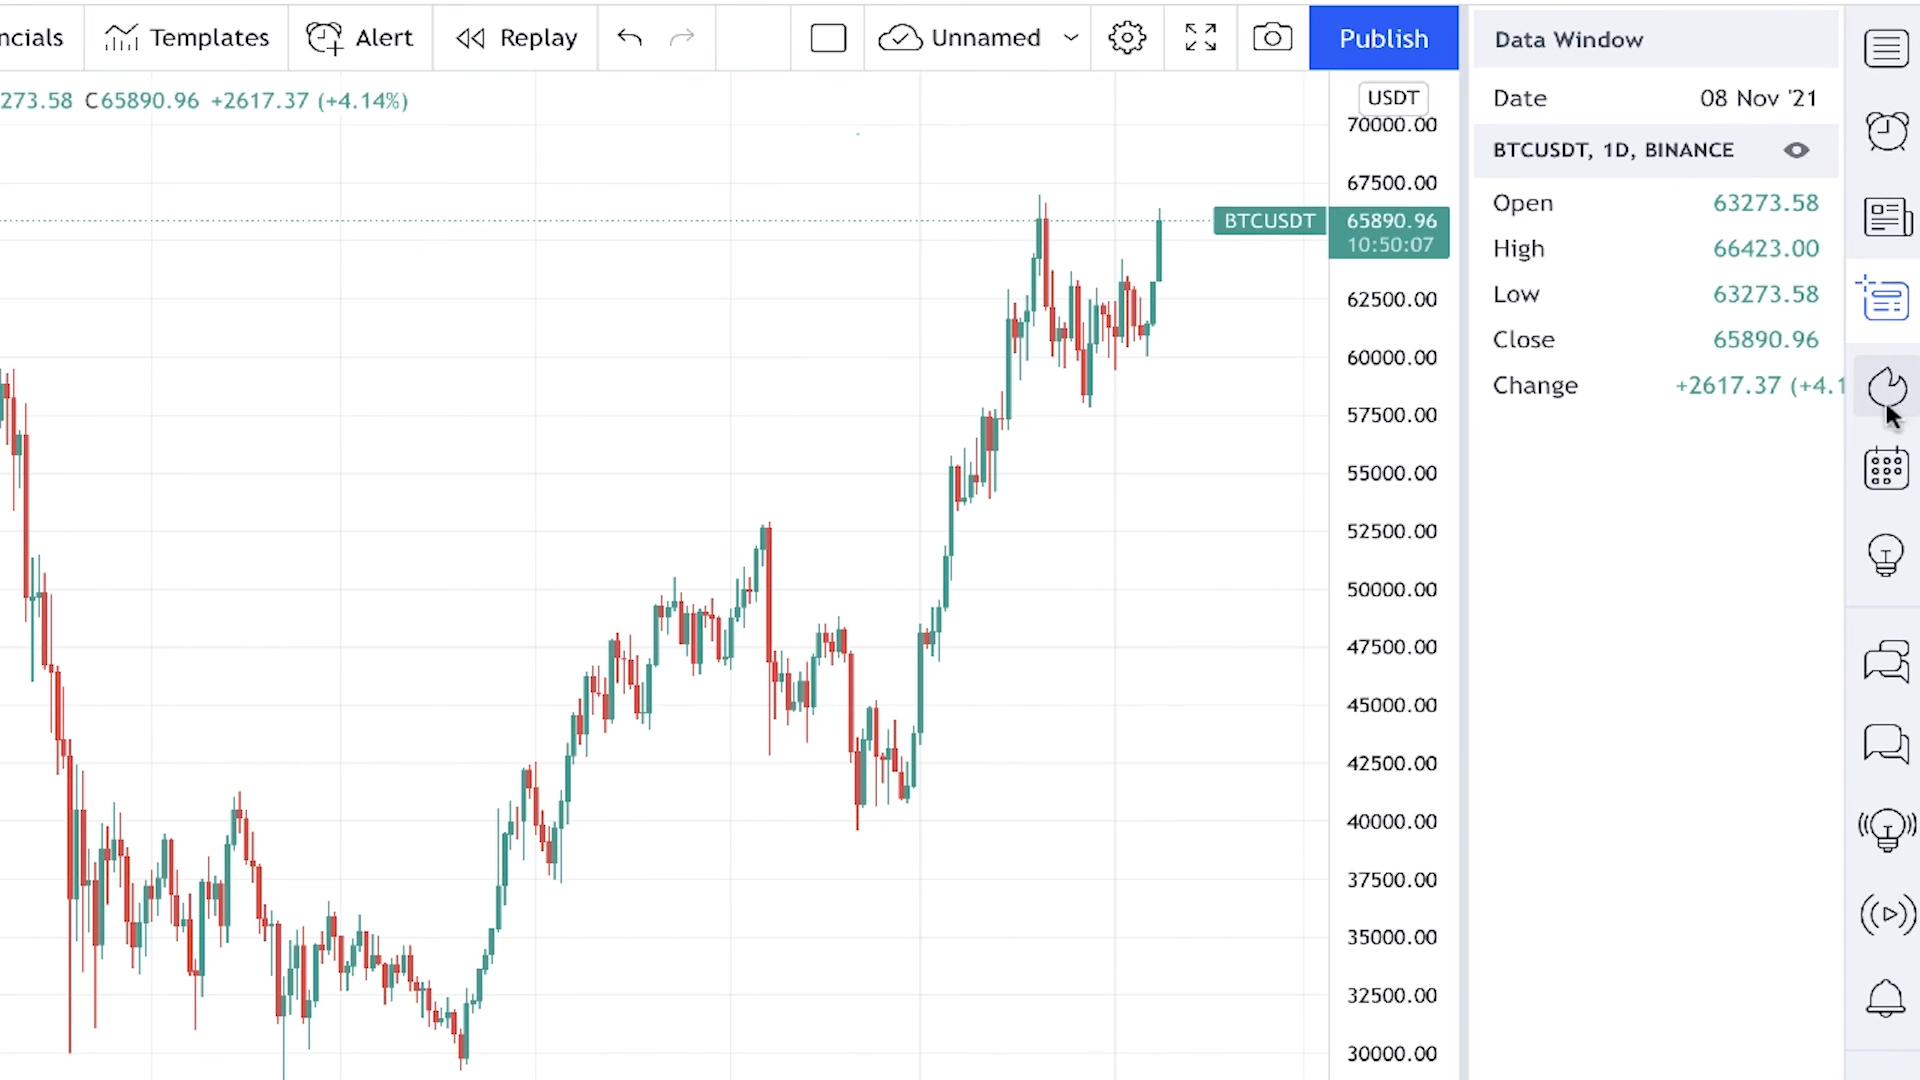 ncials
Templates
Alert
Replay
Unnamed
Publish
273.58 C65890.96 +2617.37 (+4.14%)
USDT
70000.00
67500.00
BTCUSDT
65890.96
10:50:07
62500.00
60000.00
57500.00
55000.00
52500.00
50000.00
47500.00
45000.00
42500.00
40000.00
37500.00
35000.00
32500.00
30000.00
Data Window
Date 08 Nov '21
BTCUSDT, 1D, BINANCE
Open 63273.58
High 66423.00
Low 63273.58
Close 65890.96
Change +2617.37 (+4.1